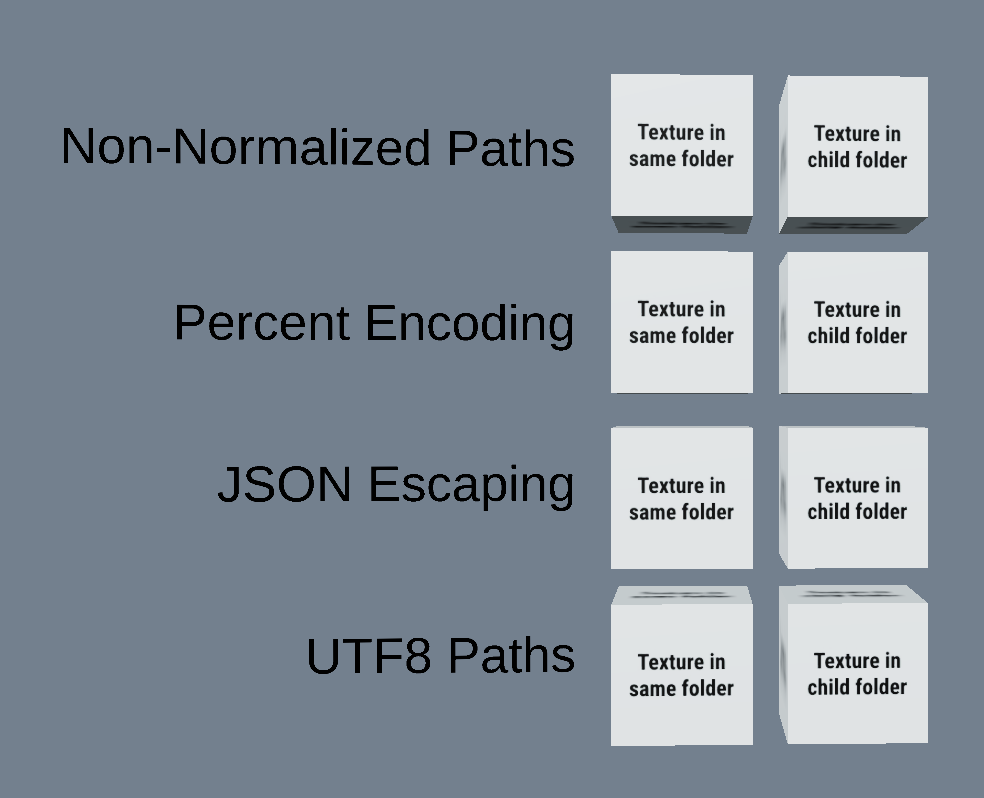 Non-Normalized Paths
Texture in
same folder
Texture in
child folder
Percent Encoding
Texture in
same folder
Texture in
child folder
JSON Escaping
Texture in
same folder
Texture in
child folder
UTF8 Paths
Texture in
same folder
Texture in
child folder